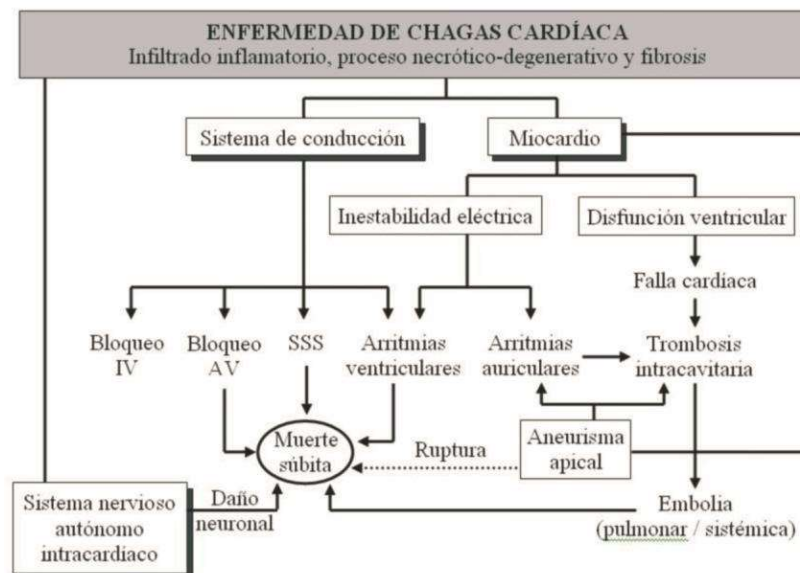 ENFERMEDAD DE CHAGAS CARDÍACA
Infiltrado inflamatorio, proceso necrótico-degenerativo y fibrosis
Sistema de conducción
Miocardio
Inestabilidad eléctrica
Disfunción ventricular
Falla cardíaca
Bloqueo
IV
Bloqueo
AV
SSS
Arritmias
ventriculares
Arritmias
auriculares
Trombosis
intracavitaria
Muerte
súbita
Ruptura
Aneurisma
apical
Sistema nervioso
autónomo
intracardíaco
Daño
neuronal
Embolia
(pulmonar / sistémica)